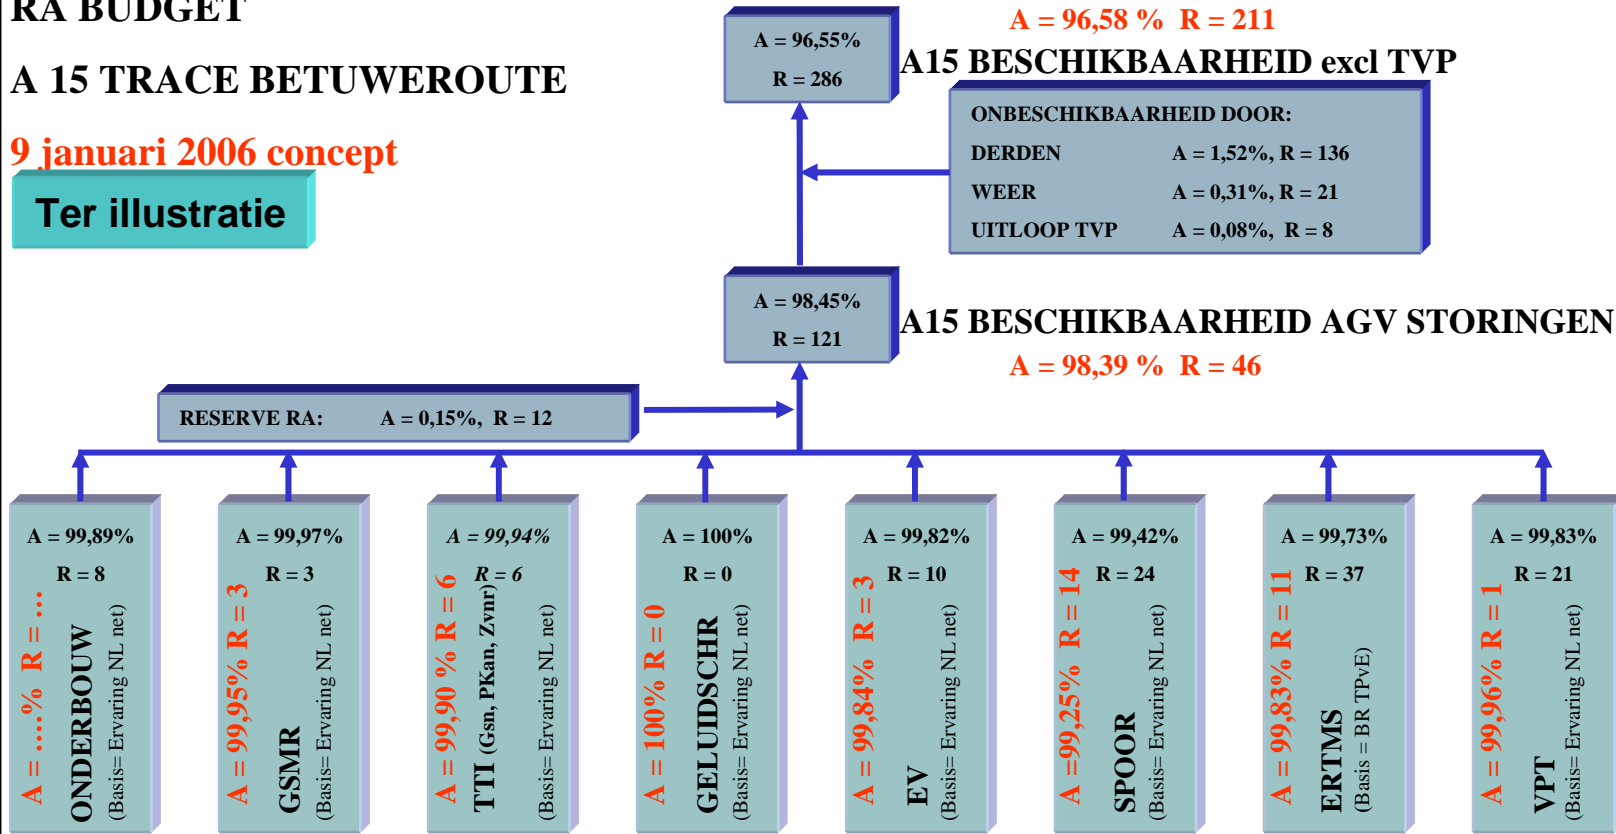 RA BUDGET
A 15 TRACE BETUWEROUTE
9 januari 2006 concept
Ter illustratie
A = 96,55%
R = 286
A = 96,58 % R = 211
A15 BESCHIKBAARHEID excl TVP
ONBESCHIKBAARHEID DOOR:
DERDEN A = 1,52%, R = 136
WEER A = 0,31%, R = 21
UITLOOP TVP A = 0,08%, R = 8
A = 98,45%
R = 121
A15 BESCHIKBAARHEID AGV STORINGEN
A = 98,39 % R = 46
RESERVE RA: A = 0,15%, R = 12
A = 99,89%
R = 8
A = ....% R = ...
ONDERBOUW
(Basis= Ervaring NL net)
A = 99,97%
R = 3
A = 99,95% R = 3
GSMR
(Basis= Ervaring NL net)
A = 99,94%
R = 6
A = 99,90 % R = 6
TTI (Gsn, PKan, Zvnr)
(Basis= Ervaring NL net)
A = 100%
R = 0
A = 100% R = 0
GELUIDSCHR
(Basis= Ervaring NL net)
A = 99,82%
R = 10
A = 99,84% R = 3
EV
(Basis= Ervaring NL net)
A = 99,42%
R = 24
A =99,25% R = 14
SPOOR
(Basis= Ervaring NL net)
A = 99,73%
R = 37
A = 99,83% R = 11
ERTMS
(Basis = BR TPvE)
A = 99,83%
R = 21
A = 99,96% R = 1
VPT
(Basis= Ervaring NL net)